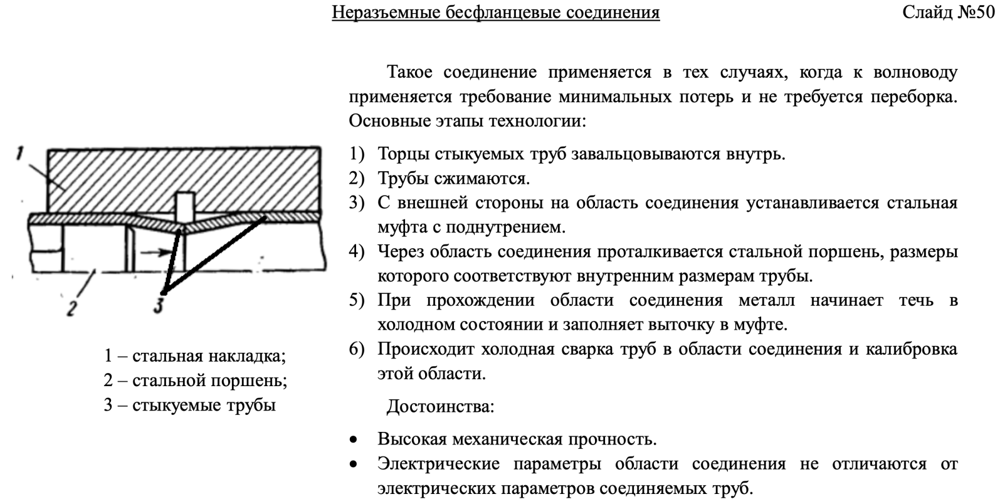 Неразъемные бесфланцевые соединения
Слайд №50
Такое соединение применяется в тех случаях, когда к волноводу
применяется требование минимальных потерь и не требуется переборка.
Основные этапы технологии:
1) Торцы стыкуемых труб завальцовываются внутрь.
2) Трубы сжимаются.
3) С внешней стороны на область соединения устанавливается стальная
муфта с поднутрением.
4) Через область соединения проталкивается стальной поршень, размеры
которого соответствуют внутренним размерам трубы.
5) При прохождении области соединения металл начинает течь в
холодном состоянии и заполняет выточку в муфте.
6) Происходит холодная сварка труб в области соединения и калибровка
этой области.
Достоинства:
• Высокая механическая прочность.
• Электрические параметры области соединения не отличаются от
электрических параметров соединяемых труб.
1
2
3
1 – стальная накладка;
2 – стальной поршень;
3 – стыкуемые трубы